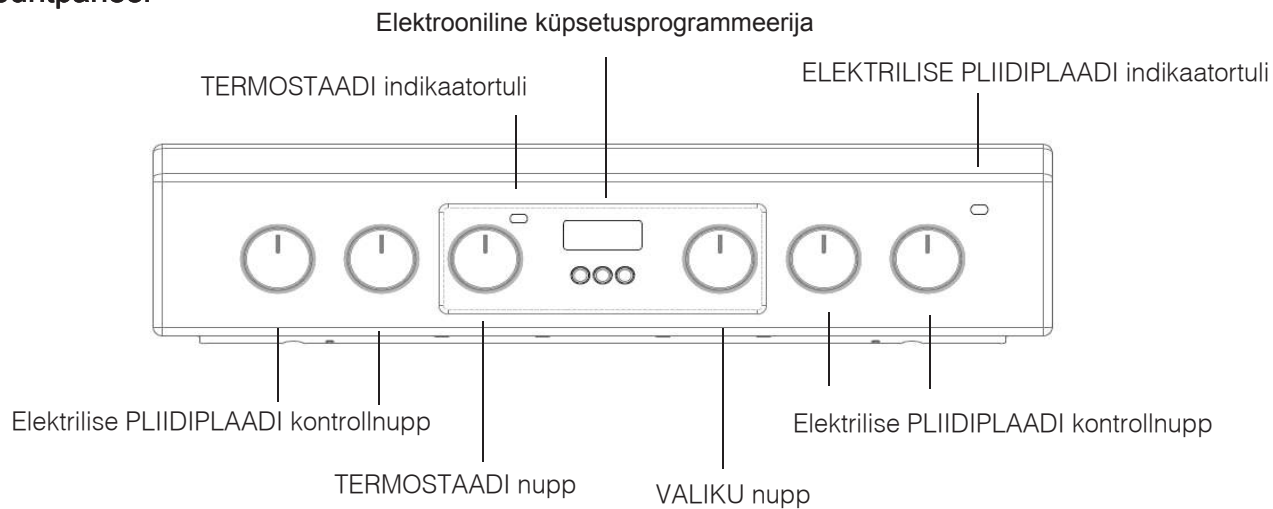 Elektrooniline küpsetusprogrammeerija
TERMOSTAADI indikaatortuli
ELEKTRILISE PLIIDIPLAADI indikaatortuli
Elektrilise PLIIDIPLAADI kontrollnupp
Elektrilise PLIIDIPLAADI kontrollnupp
TERMOSTAADI nupp
VALIKU nupp